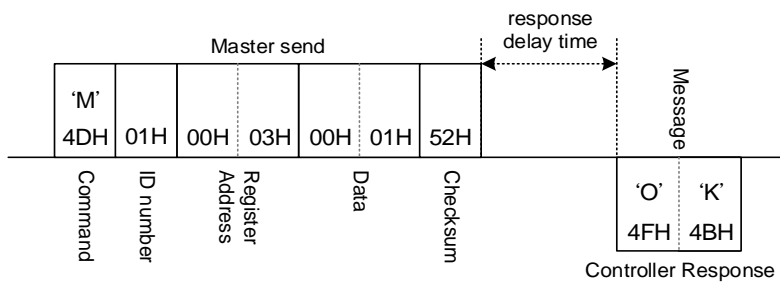 response
delay time
Master send
Message
'M'
4DH 01H 00H 03H 00H 01H 52H
Command
ID number
Register
Address
Data
Checksum
'O' 'K'
4FH 4BH
Controller Response